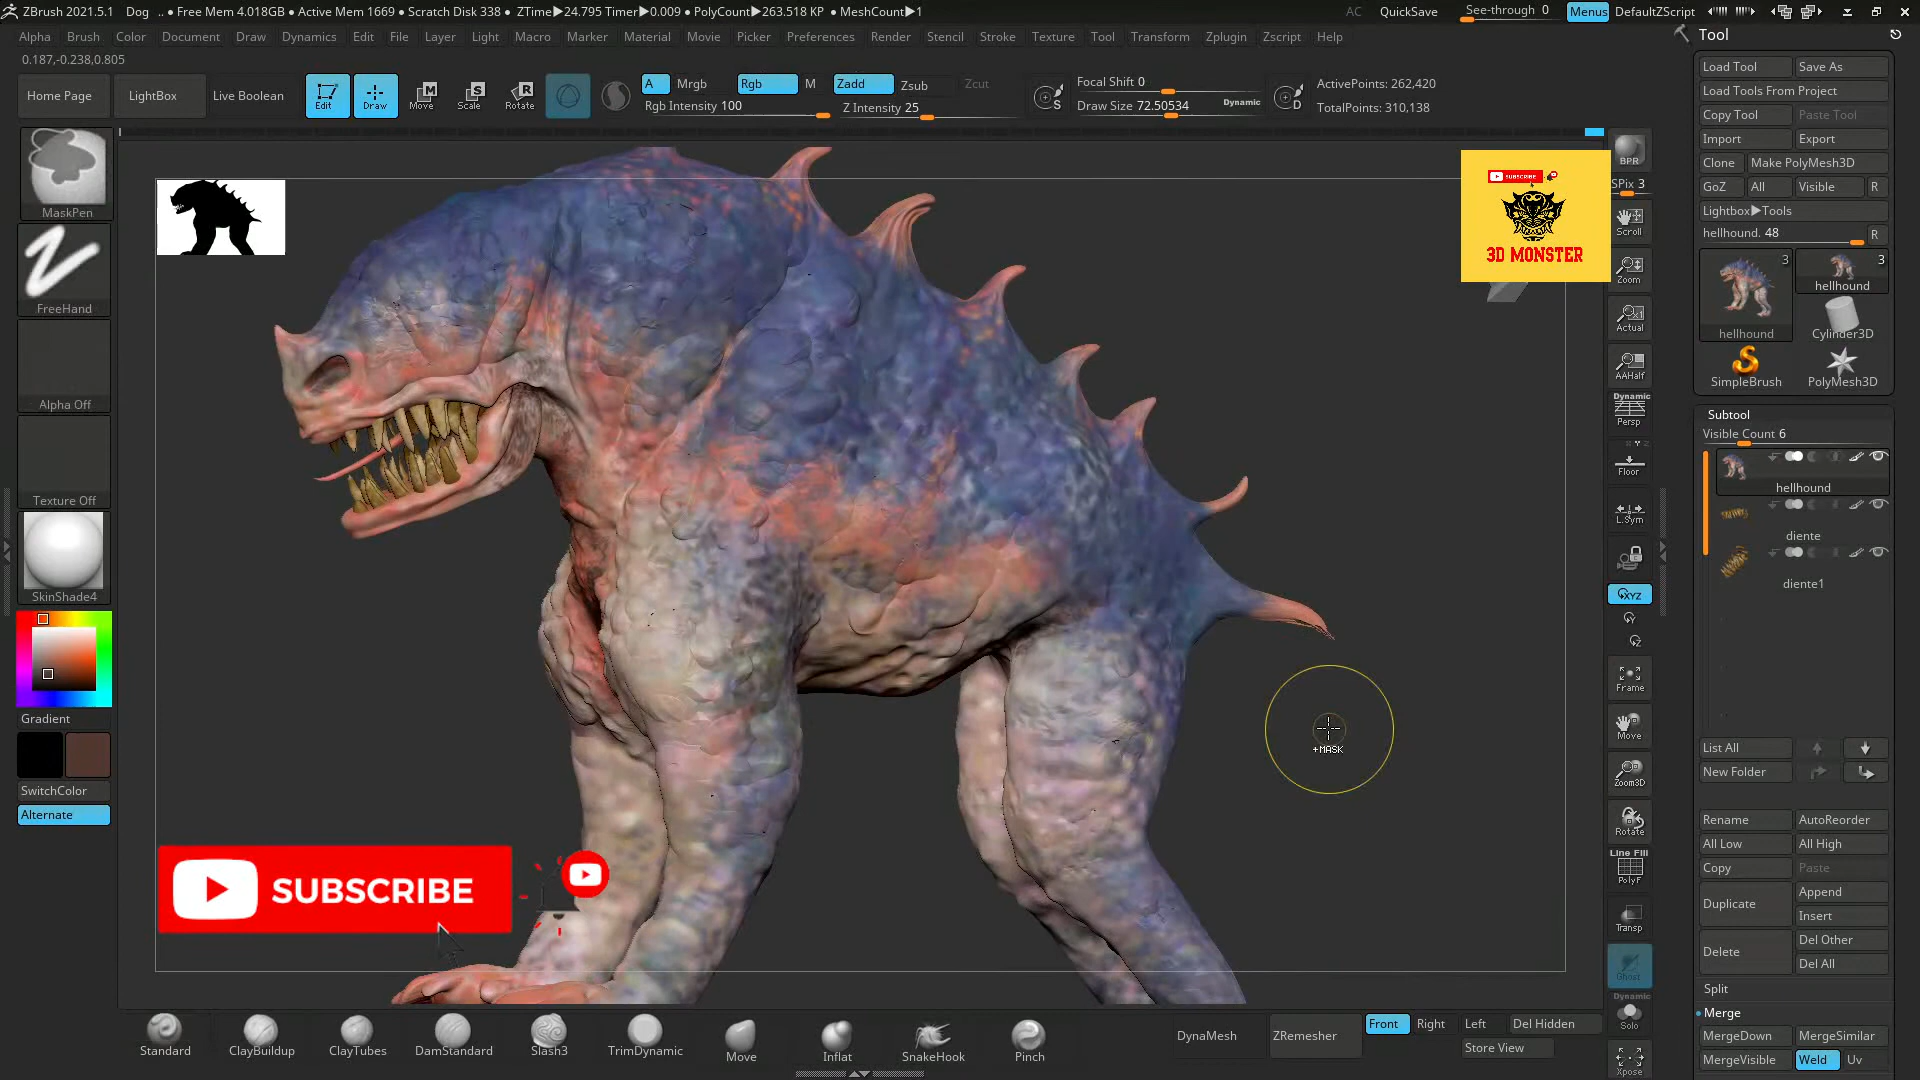 ZBrush 2021.5.1 Dog .. • Free Mem 4.018GB • Active Mem 1669 • Scratch Disk 338 • ZTime▶24.795 Timer▶0.009 • PolyCount▶263.518 KP • MeshCount▶1 AC QuickSave See-through 0 Menus DefaultZScript
Alpha Brush Color Document Draw Dynamics Edit File Layer Light Macro Marker Material Movie Picker Preferences Render Stencil Stroke Texture Tool Transform Zplugin Zscript Help
Tool
0.187,-0.238,0.805
Home Page LightBox Live Boolean Edit Draw Move Scale Rotate
A Mrgb Rgb M Zadd Zsub Zcut
Rgb Intensity 100 Z Intensity 25
S Focal Shift 0
Draw Size 72.50534 Dynamic
D ActivePoints: 262,420
TotalPoints: 310,138
Load Tool Save As
Load Tools From Project
Copy Tool Paste Tool
Import Export
Clone Make PolyMesh3D
GoZ All Visible R
Lightbox▶Tools
hellhound. 48 R
3 3
hellhound
hellhound Cylinder3D
SimpleBrush PolyMesh3D
Subtool
Visible Count 6
hellhound
diente
diente1
List All
New Folder
Rename AutoReorder
All Low All High
Copy Paste
Duplicate Append
Insert
Delete Del Other
Del All
Split
Merge
MergeDown MergeSimilar
MergeVisible Weld Uv
MaskPen
FreeHand
Alpha Off
Texture Off
SkinShade4
Gradient
SwitchColor
Alternate
BPR
SPix 3
Scroll
Zoom
Actual
AAHalf
Dynamic
Persp
Floor
L.Sym
XYZ
Y
Z
Frame
Move
Zoom3D
Rotate
Line Fill
PolyF
Transp
Ghost
Dynamic
Solo
Xpose
SUBSCRIBE
3D MONSTER
+MASK
SUBSCRIBE
Standard ClayBuildup ClayTubes DamStandard Slash3 TrimDynamic Move Inflat SnakeHook Pinch
DynaMesh ZRemesher
Front Right Left Del Hidden
Store View